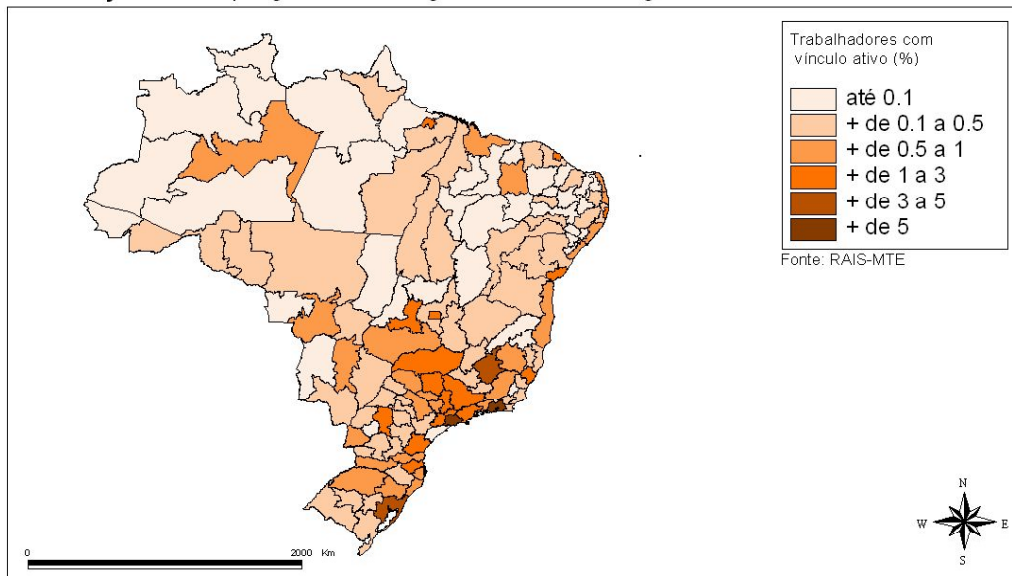 Trabalhadores com
vínculo ativo (%)
até 0.1
+ de 0.1 a 0.5
+ de 0.5 a 1
+ de 1 a 3
+ de 3 a 5
+ de 5
Fonte: RAIS-MTE
N
W E
S
0 2000 Km